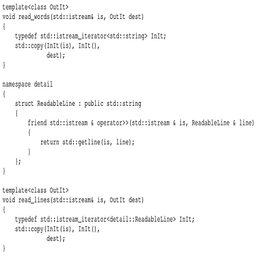 template<class OutIt>
void read_words(std::istream& is, OutIt dest)
{
    typedef std::istream_iterator<std::string> InIt;
    std::copy(InIt(is), InIt(),
              dest);
}

namespace detail
{
    struct ReadableLine : public std::string
    {
        friend std::istream & operator>>(std::istream & is, ReadableLine & line)
        {
            return std::getline(is, line);
        }
    };
}

template<class OutIt>
void read_lines(std::istream& is, OutIt dest)
{
    typedef std::istream_iterator<detail::ReadableLine> InIt;
    std::copy(InIt(is), InIt(),
              dest);
}